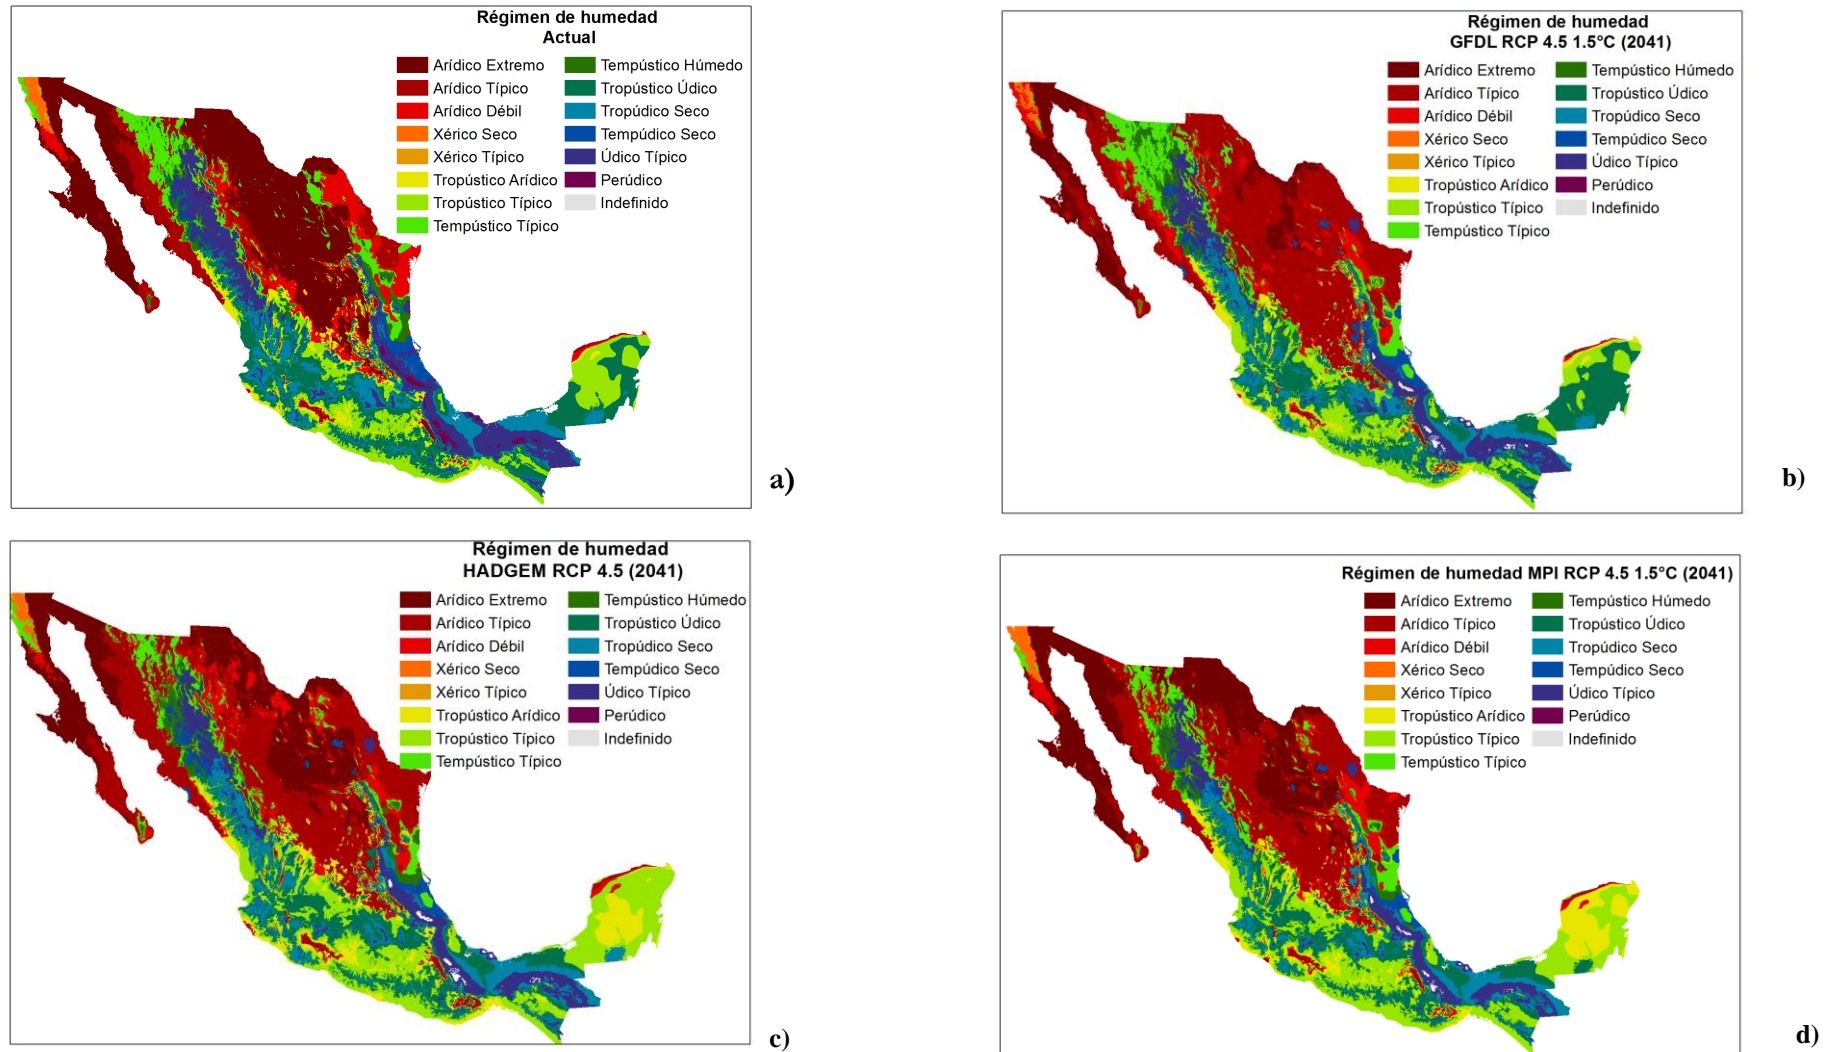 Régimen de humedad
Actual
Arídico Extremo
Arídico Típico
Arídico Débil
Xérico Seco
Xérico Típico
Tropústico Arídico
Tropústico Típico
Tempústico Típico
Tempústico Húmedo
Tropústico Údico
Tropúdico Seco
Tempúdico Seco
Údico Típico
Perúdico
Indefinido
a)
Régimen de humedad
GFDL RCP 4.5 1.5°C (2041)
Arídico Extremo
Arídico Típico
Arídico Débil
Xérico Seco
Xérico Típico
Tropústico Arídico
Tropústico Típico
Tempústico Típico
Tempústico Húmedo
Tropústico Údico
Tropúdico Seco
Tempúdico Seco
Údico Típico
Perúdico
Indefinido
b)
Régimen de humedad
HADGEM RCP 4.5 (2041)
Arídico Extremo
Arídico Típico
Arídico Débil
Xérico Seco
Xérico Típico
Tropústico Arídico
Tropústico Típico
Tempústico Típico
Tempústico Húmedo
Tropústico Údico
Tropúdico Seco
Tempúdico Seco
Údico Típico
Perúdico
Indefinido
c)
Régimen de humedad MPI RCP 4.5 1.5°C (2041)
Arídico Extremo
Arídico Típico
Arídico Débil
Xérico Seco
Xérico Típico
Tropústico Arídico
Tropústico Típico
Tempústico Típico
Tempústico Húmedo
Tropústico Údico
Tropúdico Seco
Tempúdico Seco
Údico Típico
Perúdico
Indefinido
d)